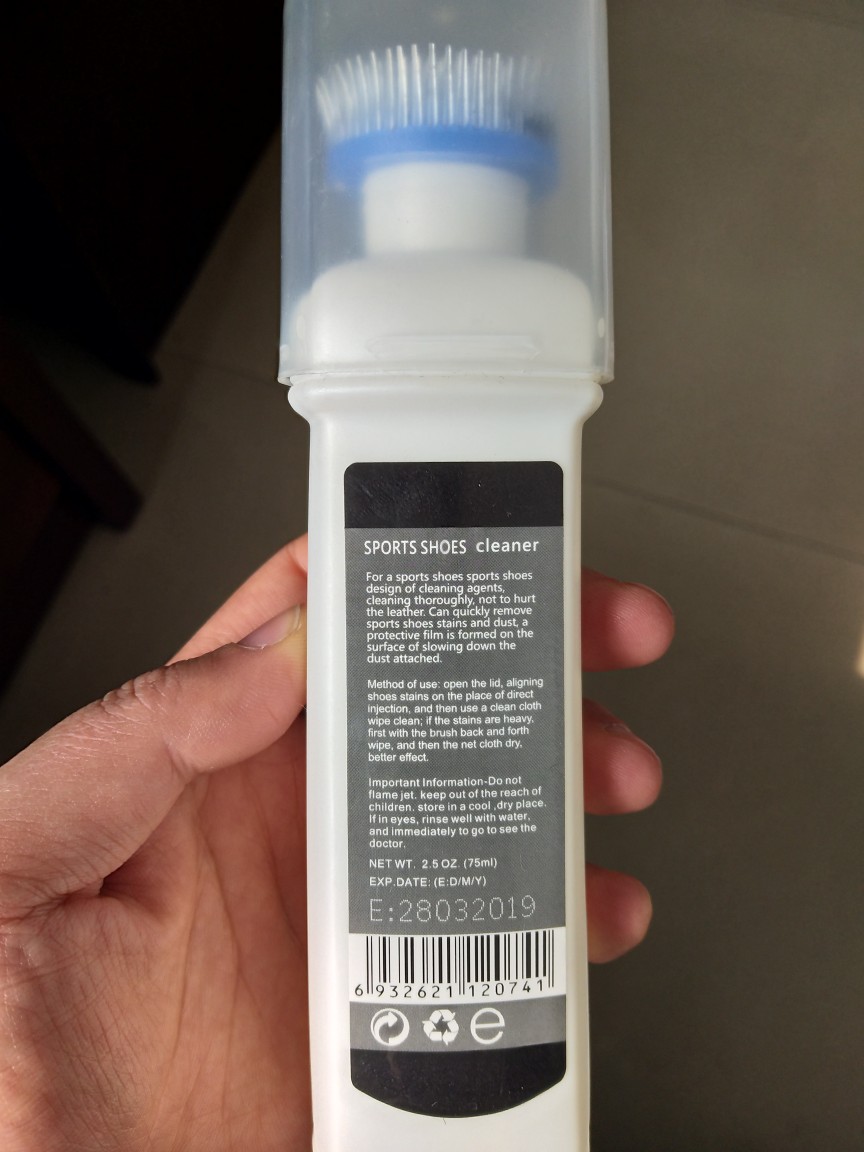 SPORTS SHOES cleaner
For a sports shoes sports shoes
design of cleaning agents,
cleaning thoroughly, not to hurt
the leather. Can quickly remove
sports shoes stains and dust, a
protective film is formed on the
surface of slowing down the
dust attached.
Method of use: open the lid, aligning
shoes stains on the place of direct
injection, and then use a clean cloth
wipe clean; if the stains are heavy.
first with the brush back and forth
wipe, and then the net cloth dry,
better effect.
Important Information-Do not
flame jet. keep out of the reach of
children. store in a cool ,dry place.
If in eyes, rinse well with water,
and immediately to go to see the
doctor.
NET WT. 2.5 OZ. (75ml)
EXP.DATE: (E:D/M/Y)
E:28032019
6 932621 120741
e